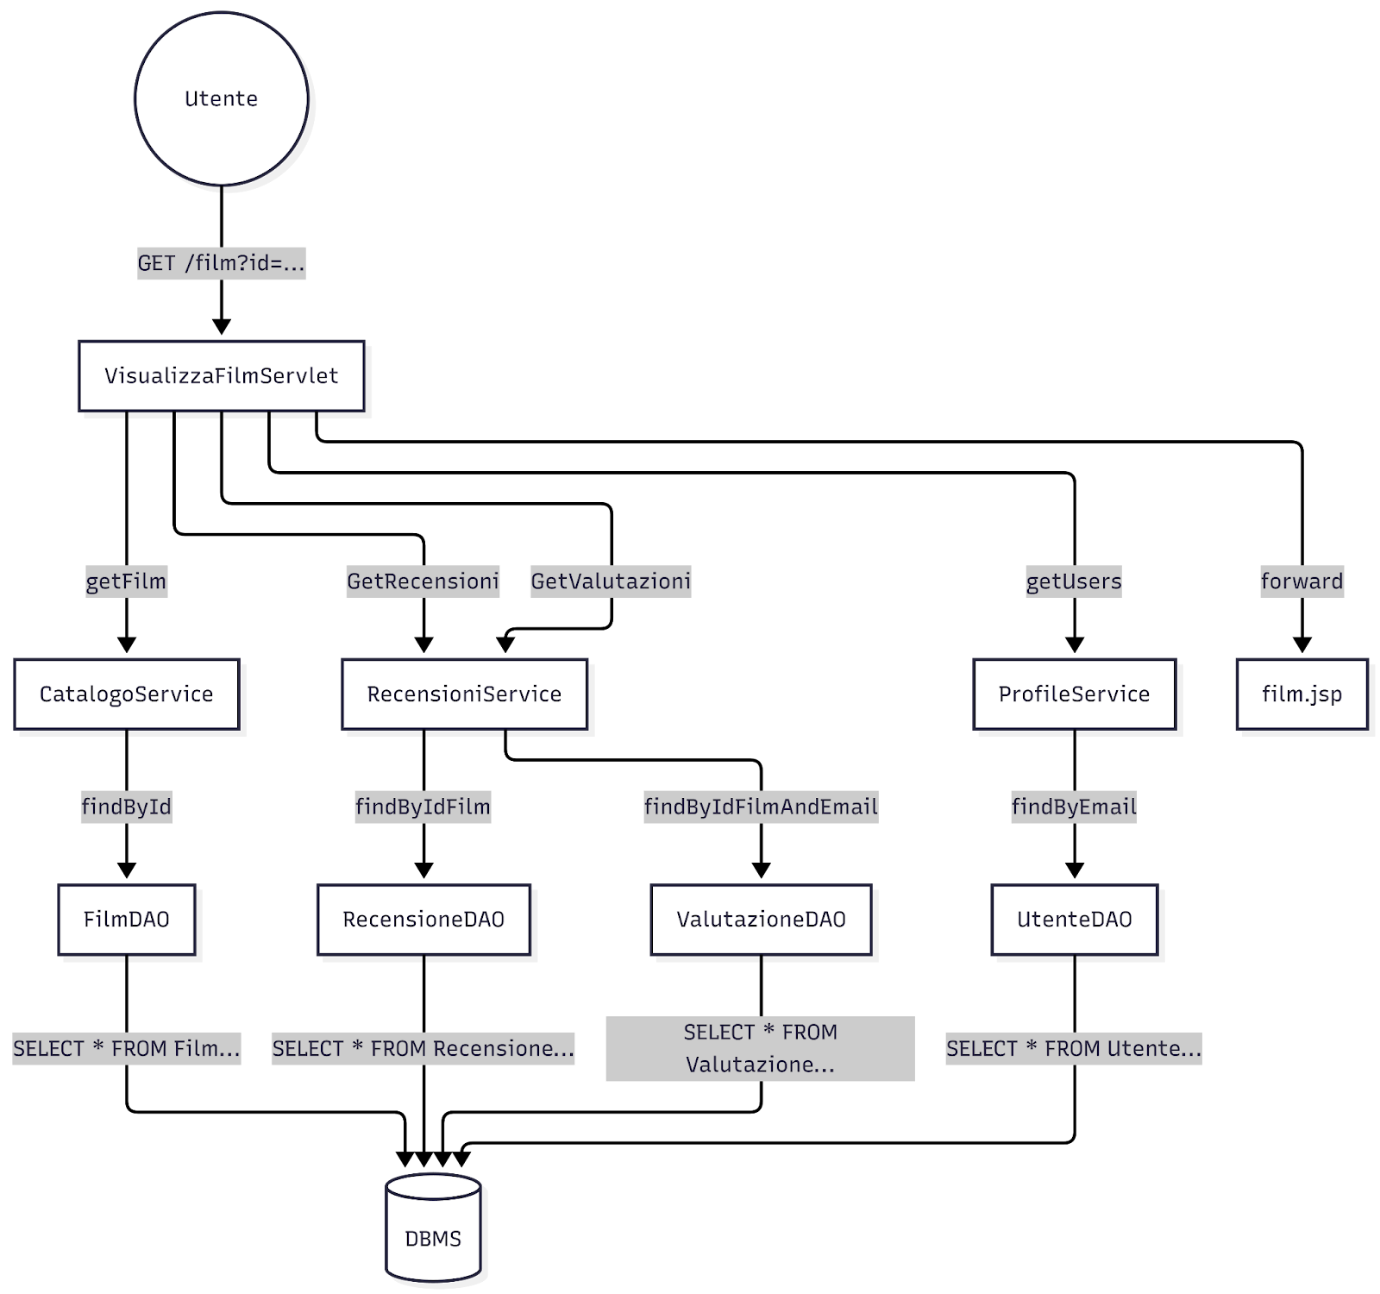 Utente
GET /film?id=...
VisualizzaFilmServlet
getFilm
GetRecensioni
GetValutazioni
getUsers
forward
CatalogoService
RecensioniService
ProfileService
film.jsp
findById
findByIdFilm
findByIdFilmAndEmail
findByEmail
FilmDAO
RecensioneDAO
ValutazioneDAO
UtenteDAO
SELECT * FROM Film...
SELECT * FROM Recensione...
SELECT * FROM
Valutazione...
SELECT * FROM Utente...
DBMS